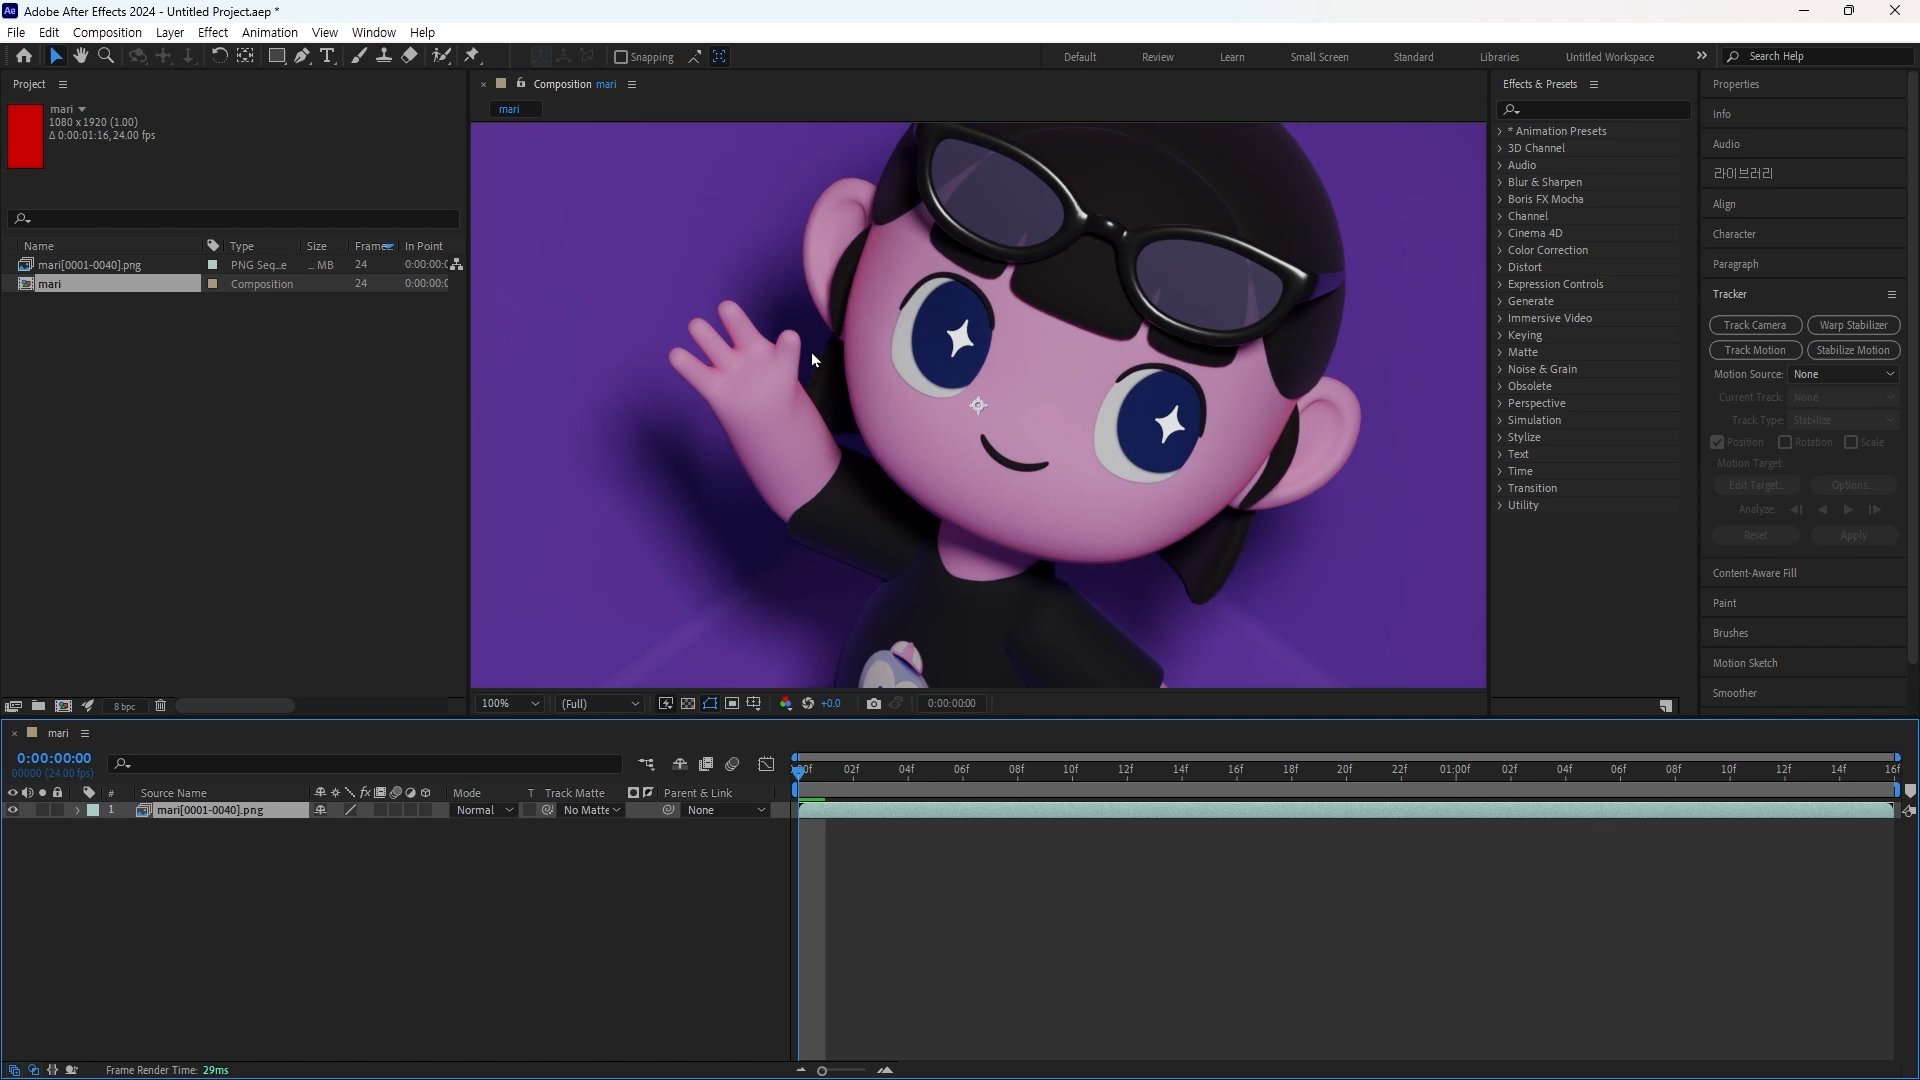 Adobe After Effects 2024 - Untitled Project.aep *
File Edit Composition Layer Effect Animation View Window Help
Snapping
Default Review Learn Small Screen Standard Libraries Untitled Workspace
Search Help
Project
mari
1080 x 1920 (1.00)
Δ 0:00:01:16, 24.00 fps
Name Type Size Frame In Point
mari[0001-0040].png PNG Seq...e ... MB 24 0:00:00:0
mari Composition 24 0:00:00:0
8 bpc
Composition mari
mari
100% (Full) +0.0 0:00:00:00
Effects & Presets
* Animation Presets
3D Channel
Audio
Blur & Sharpen
Boris FX Mocha
Channel
Cinema 4D
Color Correction
Distort
Expression Controls
Generate
Immersive Video
Keying
Matte
Noise & Grain
Obsolete
Perspective
Simulation
Stylize
Text
Time
Transition
Utility
Properties
Info
Audio
라이브러리
Align
Character
Paragraph
Tracker
Track Camera Warp Stabilizer
Track Motion Stabilize Motion
Motion Source: None
Current Track: None
Track Type: Stabilize
Position Rotation Scale
Motion Target:
Edit Target... Options...
Analyze:
Reset Apply
Content-Aware Fill
Paint
Brushes
Motion Sketch
Smoother
mari
0:00:00:00
00000 (24.00 fps)
:00f 02f 04f 06f 08f 10f 12f 14f 16f 18f 20f 22f 01:00f 02f 04f 06f 08f 10f 12f 14f 16f
# Source Name Mode T Track Matte Parent & Link
1 mari[0001-0040].png Normal No Matte None
Frame Render Time: 29ms